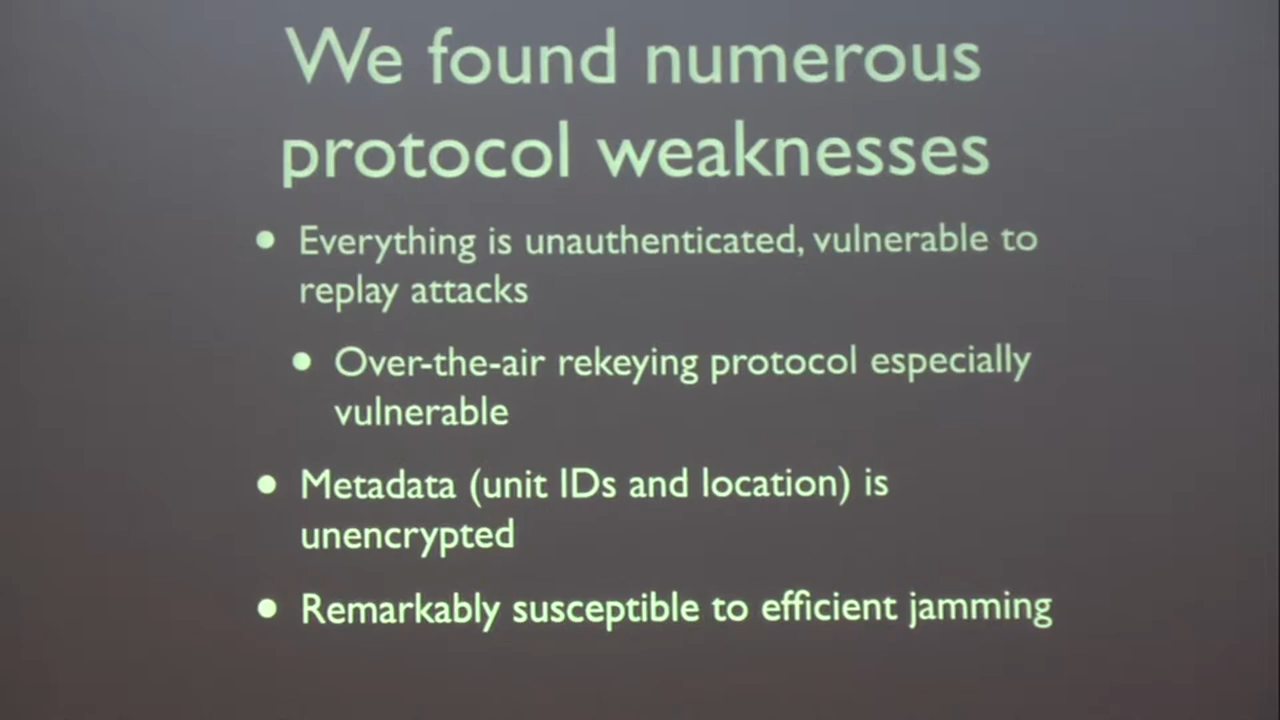 We found numerous
protocol weaknesses
• Everything is unauthenticated, vulnerable to
replay attacks
• Over-the-air rekeying protocol especially
vulnerable
• Metadata (unit IDs and location) is
unencrypted
• Remarkably susceptible to efficient jamming